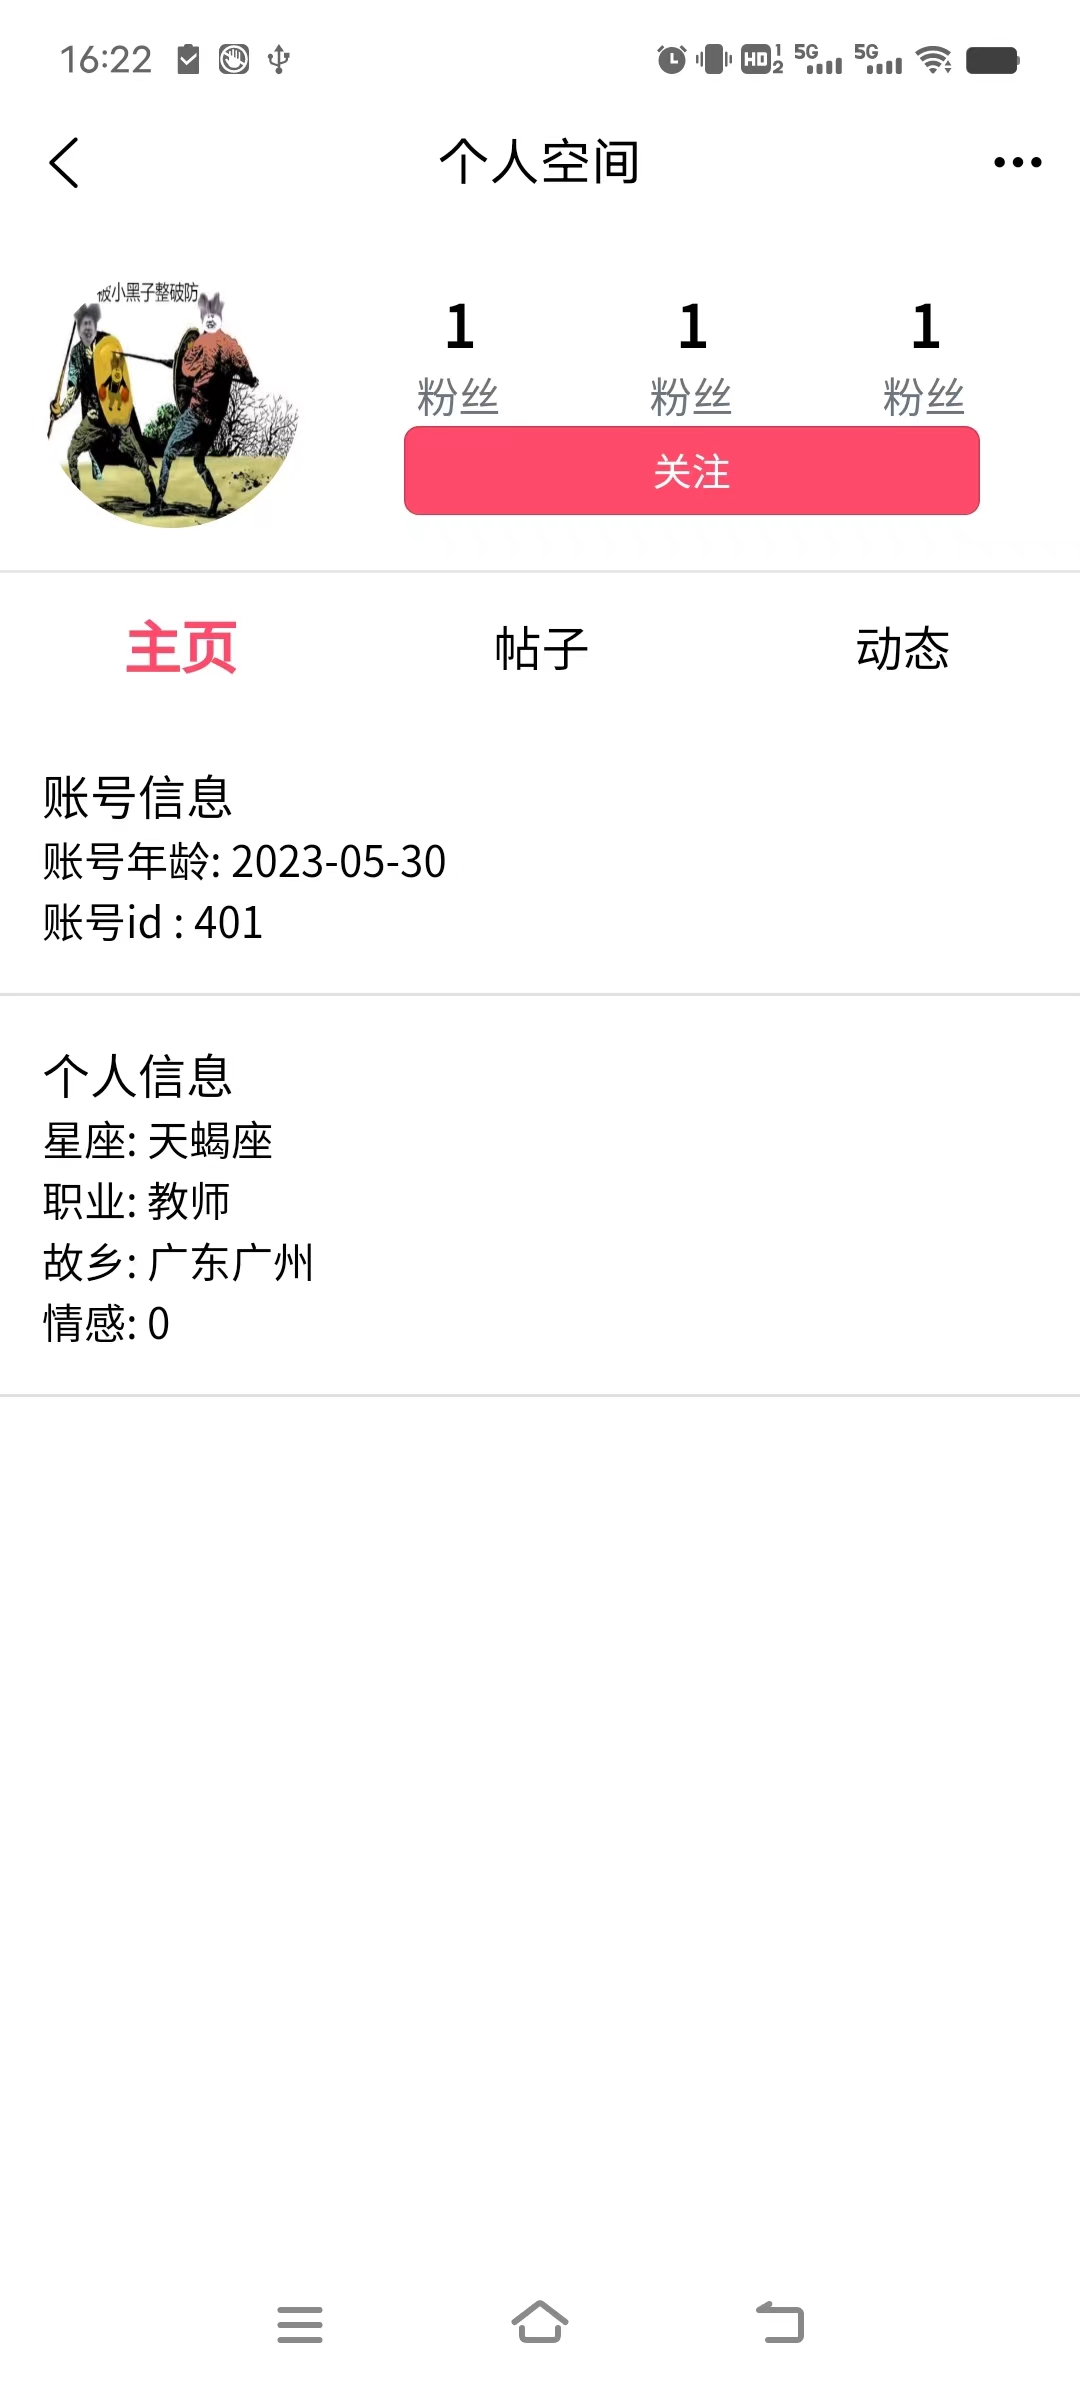 16:22
HD 1 2 5G 5G
个人空间
被小黑子整破防
1 1 1
粉丝 粉丝 粉丝
关注
主页 帖子 动态
账号信息
账号年龄: 2023-05-30
账号id : 401
个人信息
星座: 天蝎座
职业: 教师
故乡: 广东广州
情感: 0